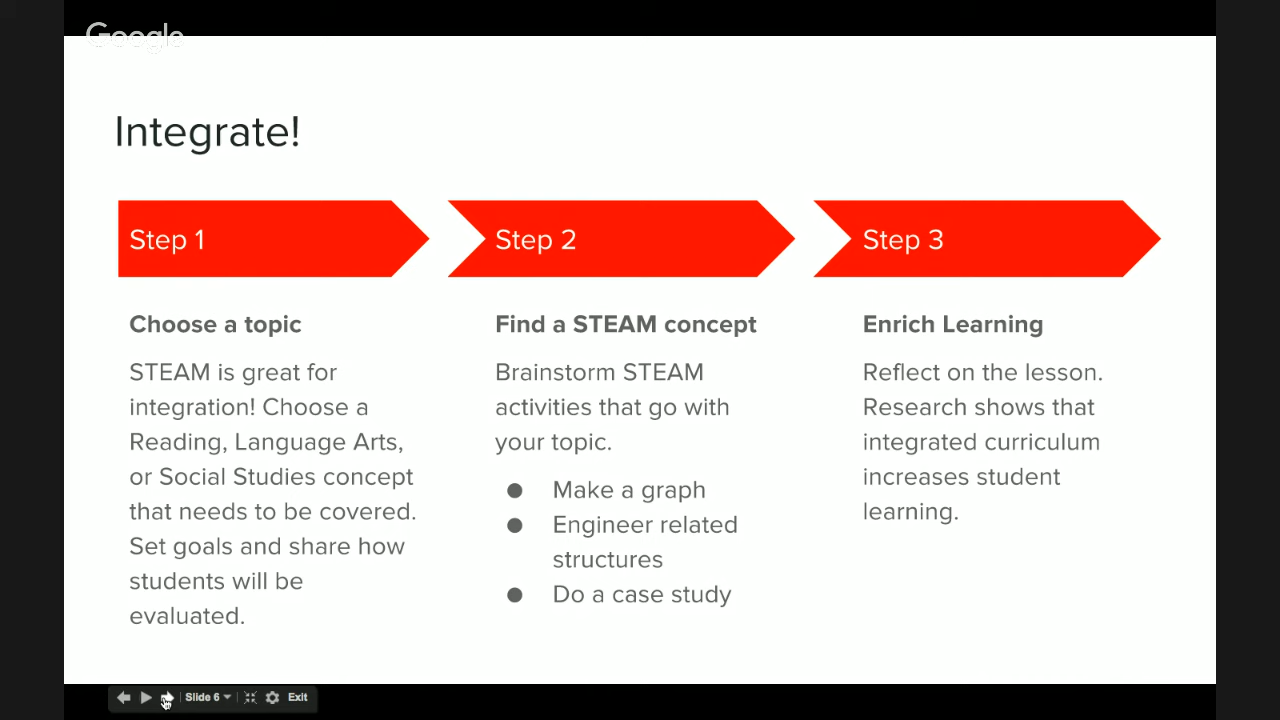 Google
Integrate!
Step 1
Step 2
Step 3
Choose a topic
STEAM is great for
integration! Choose a
Reading, Language Arts,
or Social Studies concept
that needs to be covered.
Set goals and share how
students will be
evaluated.
Find a STEAM concept
Brainstorm STEAM
activities that go with
your topic.
● Make a graph
● Engineer related
structures
● Do a case study
Enrich Learning
Reflect on the lesson.
Research shows that
integrated curriculum
increases student
learning.
Slide 6
Exit